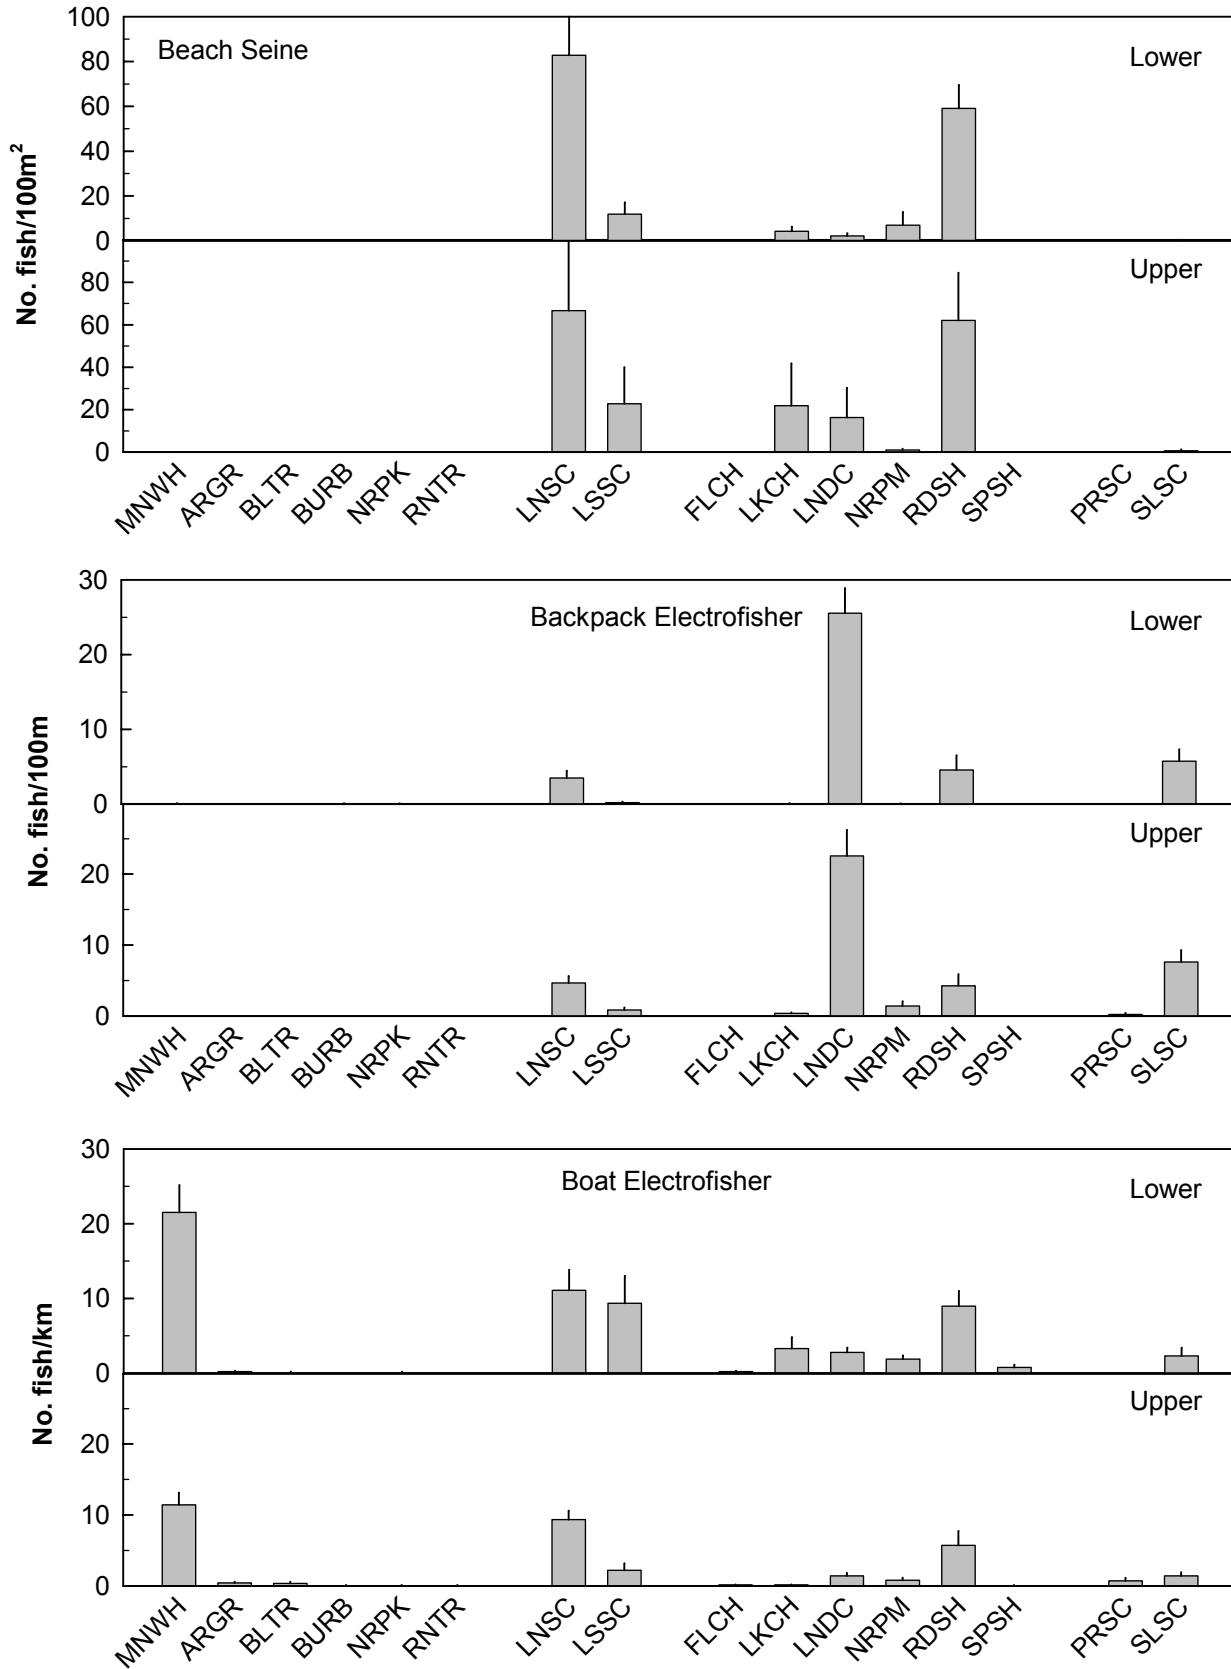 Beach Seine
Lower
100
80
60
40
20
0
No. fish/100m²
Upper
80
60
40
20
0
MNIWH ARGR BLTR BURB NRPK RNTR LNSC LSSC FLCH LKCH LNDC NRPM RDSH SPSH PRSC SLSC
Backpack Electrofisher
Lower
30
20
10
0
No. fish/100m
Upper
20
10
0
MNWH ARGR BLTR BURB NRPK RNTR LNSC LSSC FLCH LKCH LNDC NRPM RDSH SPSH PRSC SLSC
Boat Electrofisher
Lower
30
20
10
0
No. fish/km
Upper
20
10
0
MNWH ARGR BLTR BURB NRPK RNTR LNSC LSSC FLCH LKCH LNDC NRPM RDSH SPSH PRSC SLSC